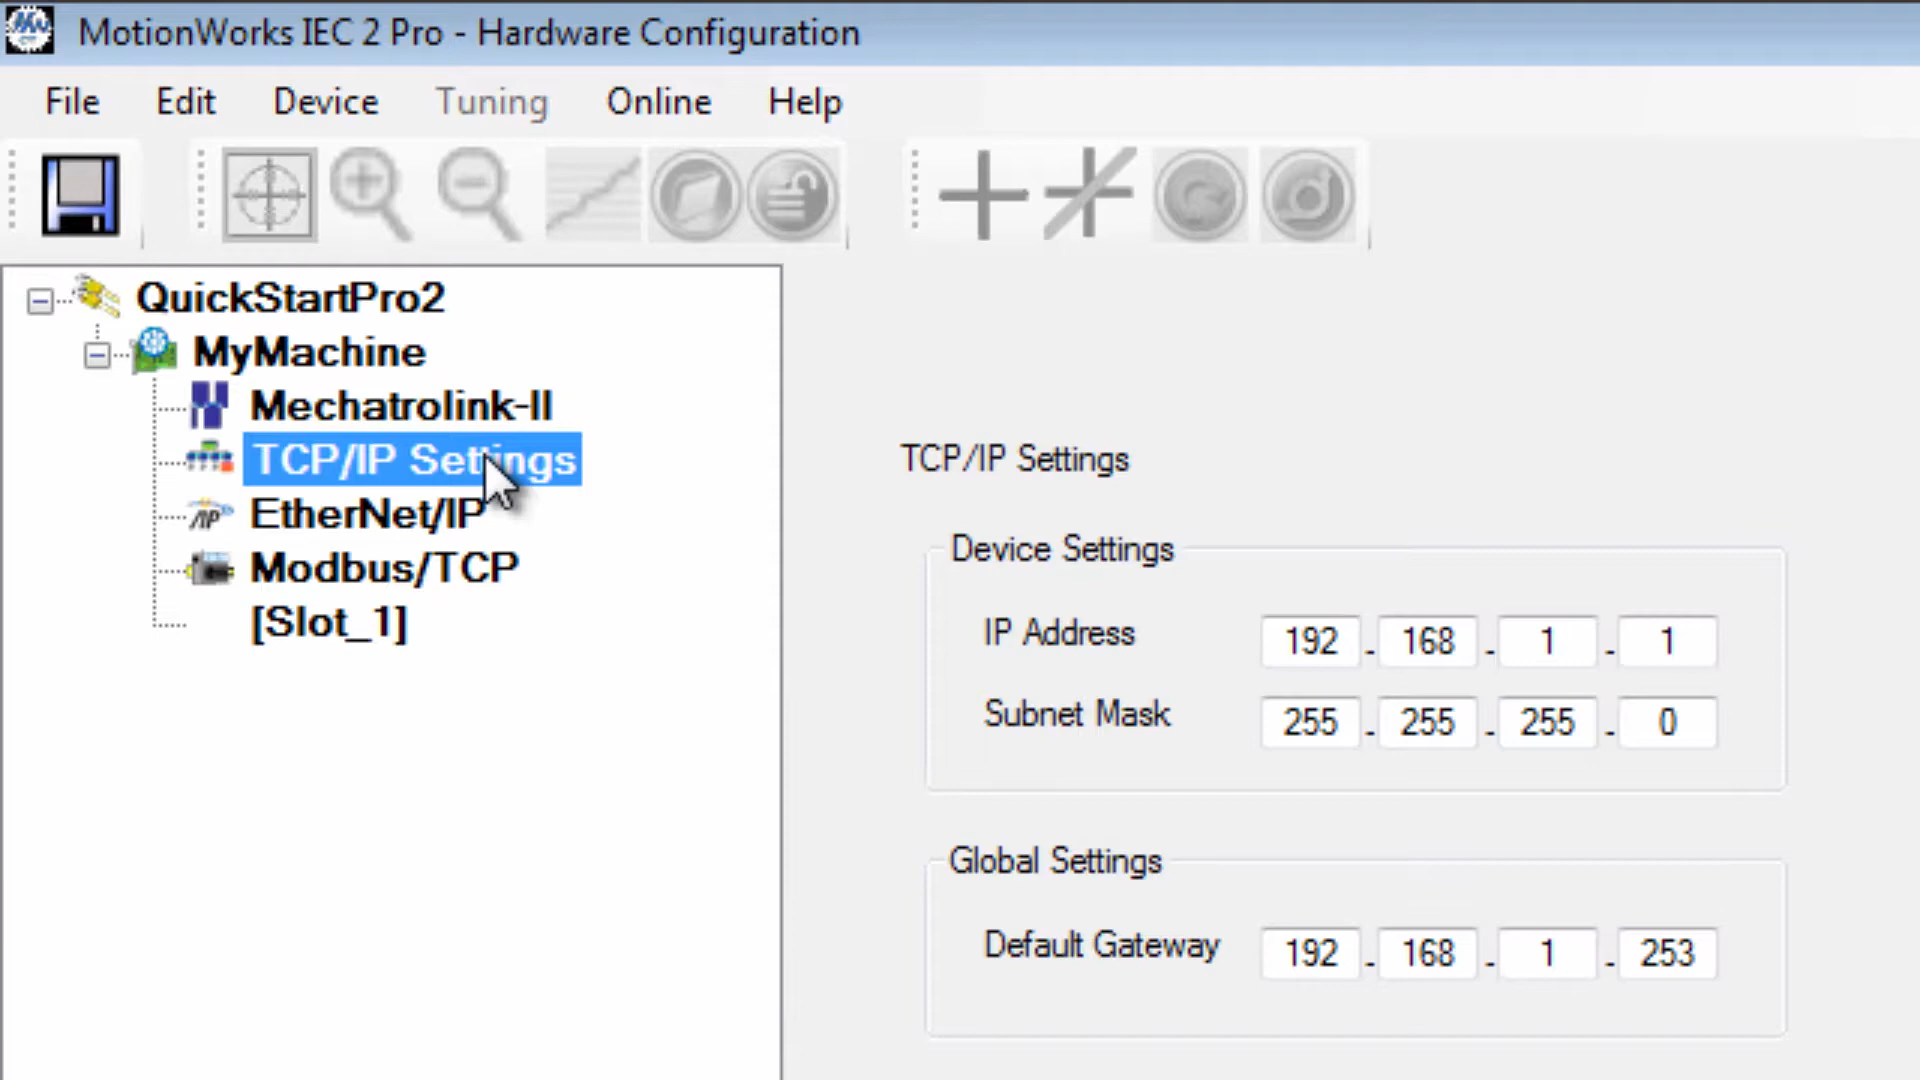 MotionWorks IEC 2 Pro - Hardware Configuration
File Edit Device Tuning Online Help
QuickStartPro2
MyMachine
Mechatrolink-II
TCP/IP Settings
EtherNet/IP
Modbus/TCP
[Slot_1]
TCP/IP Settings
Device Settings
IP Address 192 . 168 . 1 . 1
Subnet Mask 255 . 255 . 255 . 0
Global Settings
Default Gateway 192 . 168 . 1 . 253